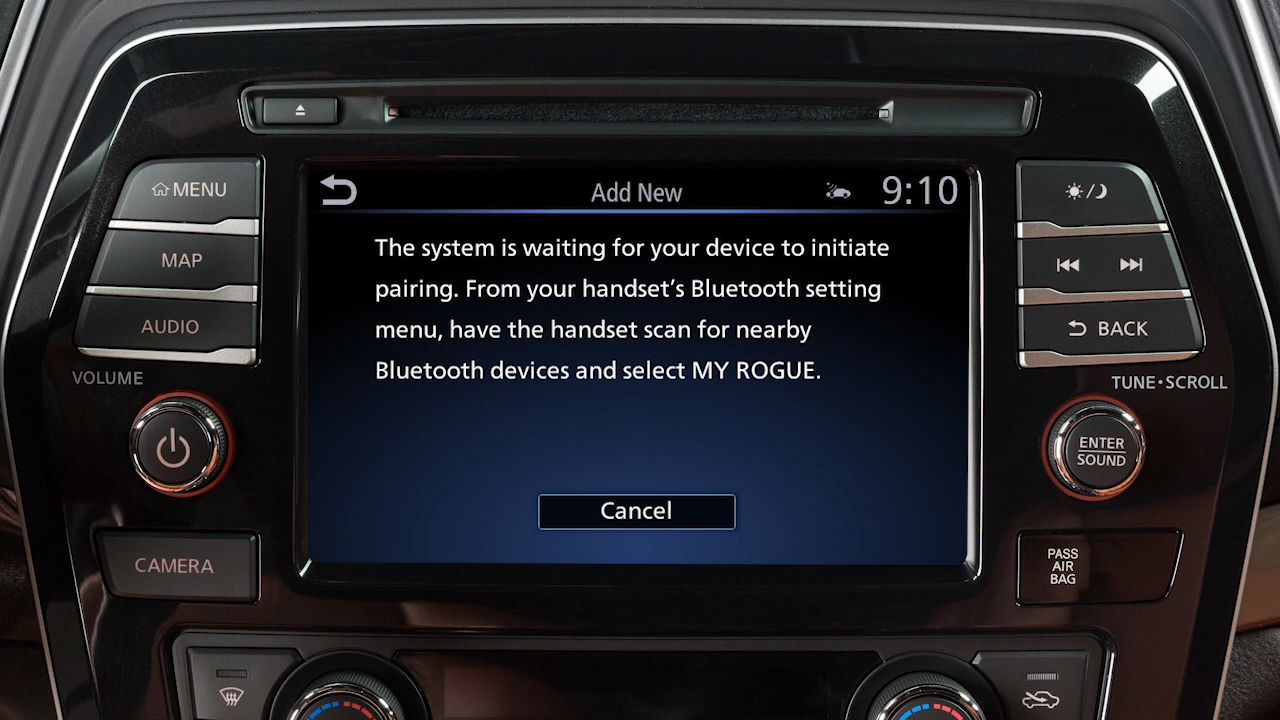 MENU
MAP
AUDIO
VOLUME
CAMERA
Add New
9:10
The system is waiting for your device to initiate
pairing. From your handset’s Bluetooth setting
menu, have the handset scan for nearby
Bluetooth devices and select MY ROGUE.
Cancel
BACK
TUNE•SCROLL
ENTER
SOUND
PASS
AIR
BAG